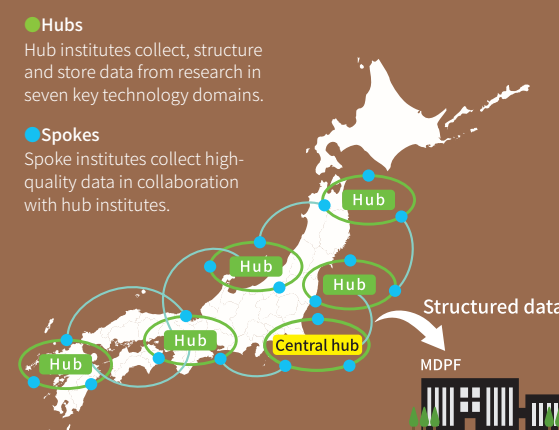 Hubs
Hub institutes collect, structure
and store data from research in
seven key technology domains.
Spokes
Spoke institutes collect high-
quality data in collaboration
with hub institutes.
Hub
Hub
Hub
Structured data
Hub
Central hub
Hub
MDPF